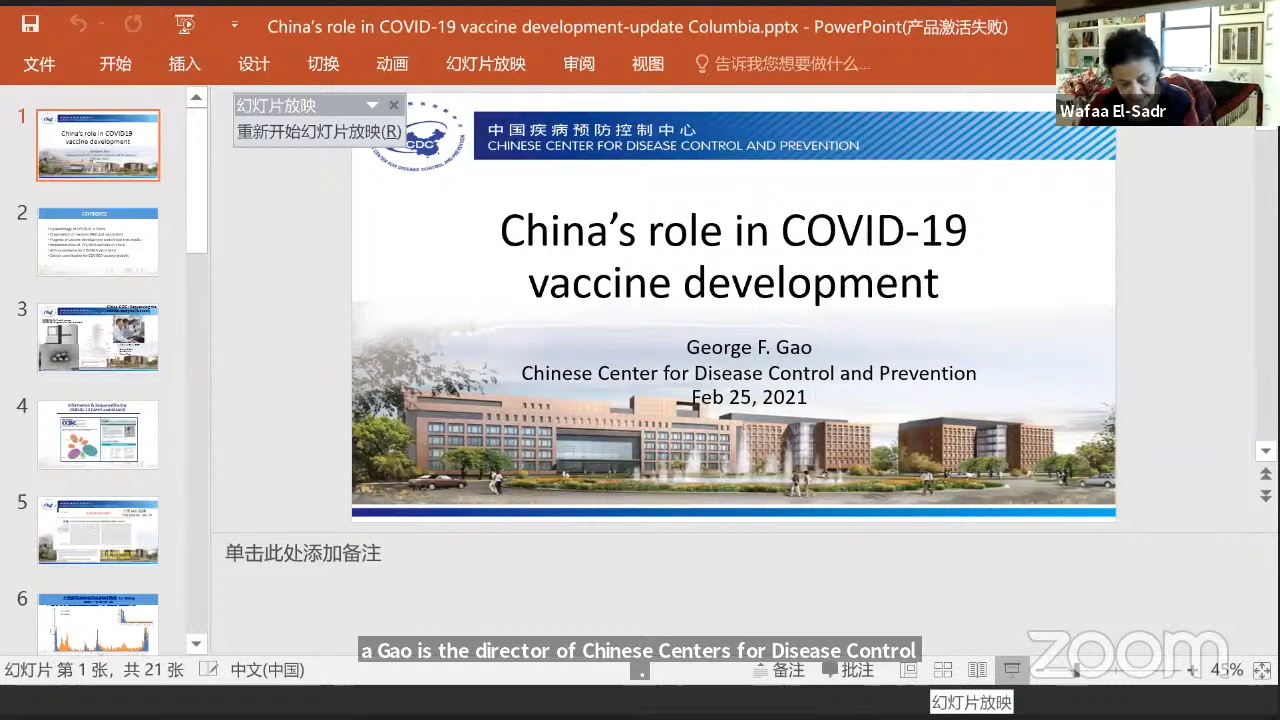 China's role in COVID-19 vaccine development-update Columbia.pptx - PowerPoint(产品激活失败)
文件 开始 插入 设计 切换 动画 幻灯片放映 审阅 视图 告诉我您想要做什么...
Wafaa El-Sadr
幻灯片放映
重新开始幻灯片放映(R)
1
China's role in COVID19
vaccine development
2
Contents
3
4
5
6
CDC
中国疾病预防控制中心
CHINESE CENTER FOR DISEASE CONTROL AND PREVENTION
China's role in COVID-19
vaccine development
George F. Gao
Chinese Center for Disease Control and Prevention
Feb 25, 2021
单击此处添加备注
a Gao is the director of Chinese Centers for Disease Control
.
zoom
幻灯片 第 1 张，共 21 张 中文(中国) 备注 批注 45%
幻灯片放映